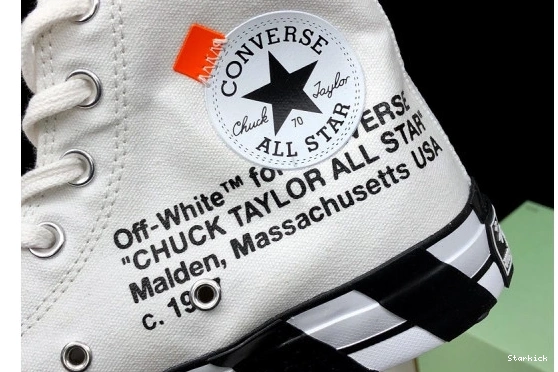 CONVERSE
Chuck Taylor
70
ALL STAR
Off-White™ for
"CHUCK TAYLOR ALL STAR"
Malden, Massachusetts USA
c.
Starkick